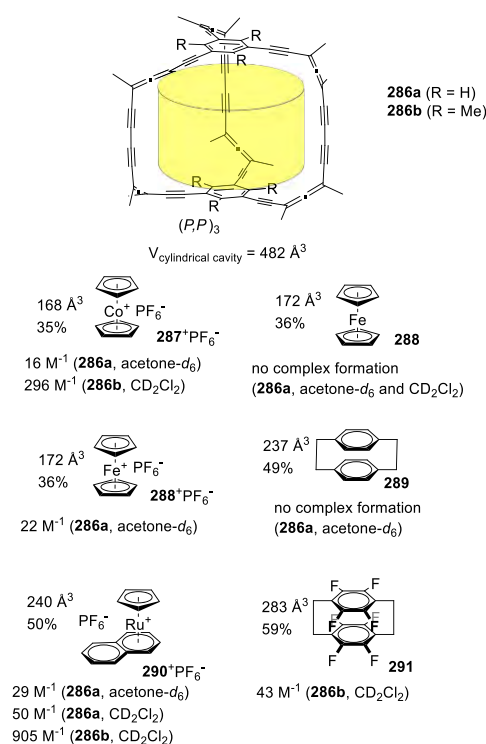 R R
R
R
R
R
286a (R = H)
286b (R = Me)
(P,P)3
Vcylindrical cavity = 482 Å3
168 Å3
35%
Co+ PF6-
287+PF6-
16 M-1 (286a, acetone-d6)
296 M-1 (286b, CD2Cl2)
172 Å3
36%
Fe
288
no complex formation
(286a, acetone-d6 and CD2Cl2)
172 Å3
36%
Fe+ PF6-
288+PF6-
22 M-1 (286a, acetone-d6)
237 Å3
49%
289
no complex formation
(286a, acetone-d6)
240 Å3
50%
PF6- Ru+
290+PF6-
29 M-1 (286a, acetone-d6)
50 M-1 (286a, CD2Cl2)
905 M-1 (286b, CD2Cl2)
F F
283 Å3
59%
F F
F F
F F
291
43 M-1 (286b, CD2Cl2)